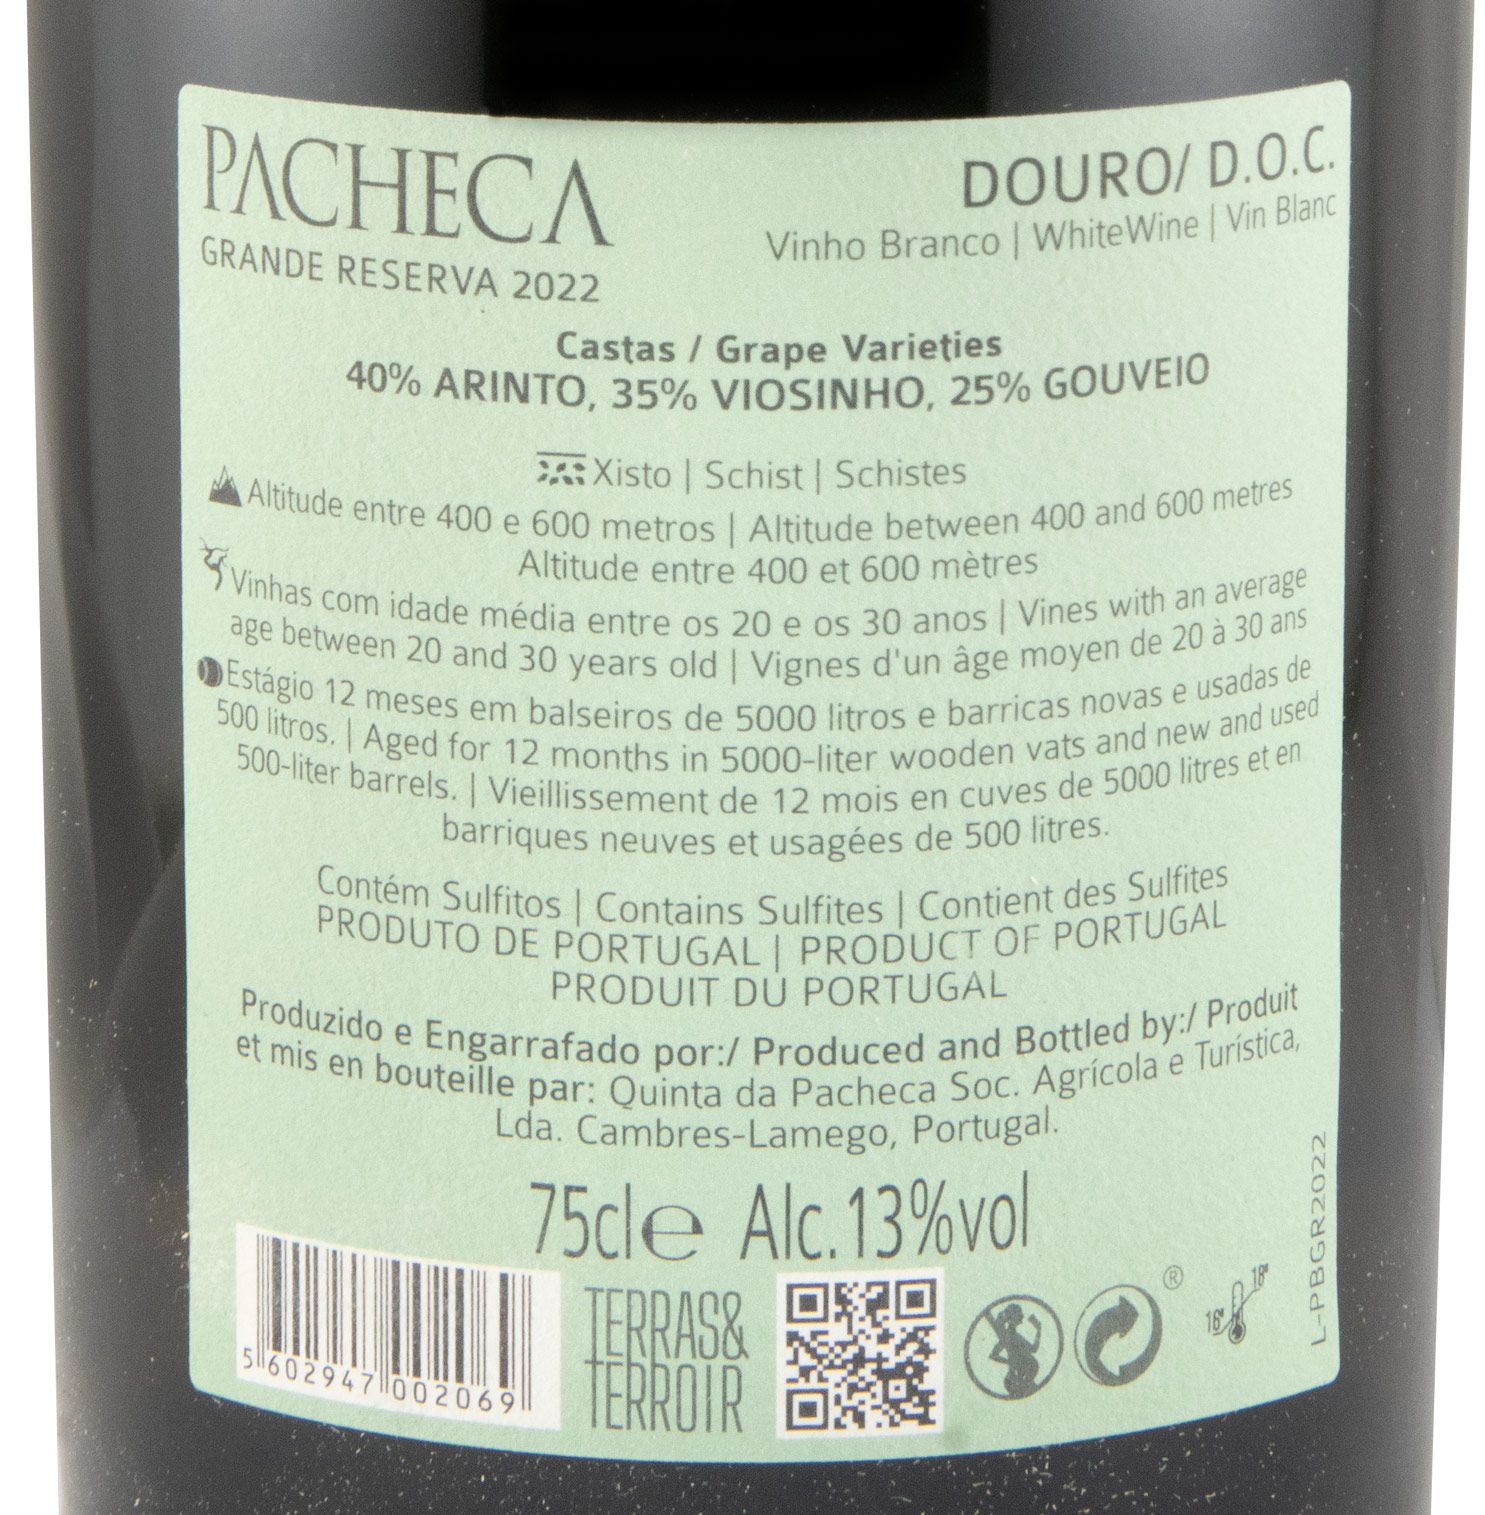 PACHECA
GRANDE RESERVA 2022
DOURO/ D.O.C.
Vinho Branco | WhiteWine | Vin Blanc
Castas / Grape Varieties
40% ARINTO, 35% VIOSINHO, 25% GOUVEIO
Xisto | Schist | Schistes
Altitude entre 400 e 600 metros | Altitude between 400 and 600 metres
Altitude entre 400 et 600 mètres
Vinhas com idade média entre os 20 e os 30 anos | Vines with an average
age between 20 and 30 years old | Vignes d'un âge moyen de 20 à 30 ans
Estágio 12 meses em balseiros de 5000 litros e barricas novas e usadas de
500 litros. | Aged for 12 months in 5000-liter wooden vats and new and used
500-liter barrels. | Vieillissement de 12 mois en cuves de 5000 litres et en
barriques neuves et usagées de 500 litres.
Contém Sulfitos | Contains Sulfites | Contient des Sulfites
PRODUTO DE PORTUGAL | PRODUCT OF PORTUGAL
PRODUIT DU PORTUGAL
Produzido e Engarrafado por:/ Produced and Bottled by:/ Produit
et mis en bouteille par: Quinta da Pacheca Soc. Agrícola e Turística,
Lda. Cambres-Lamego, Portugal.
75cl℮ Alc.13%vol
5 602947 002069
TERRAS&
TERROIR
®
16º 18º
L-PBGR2022